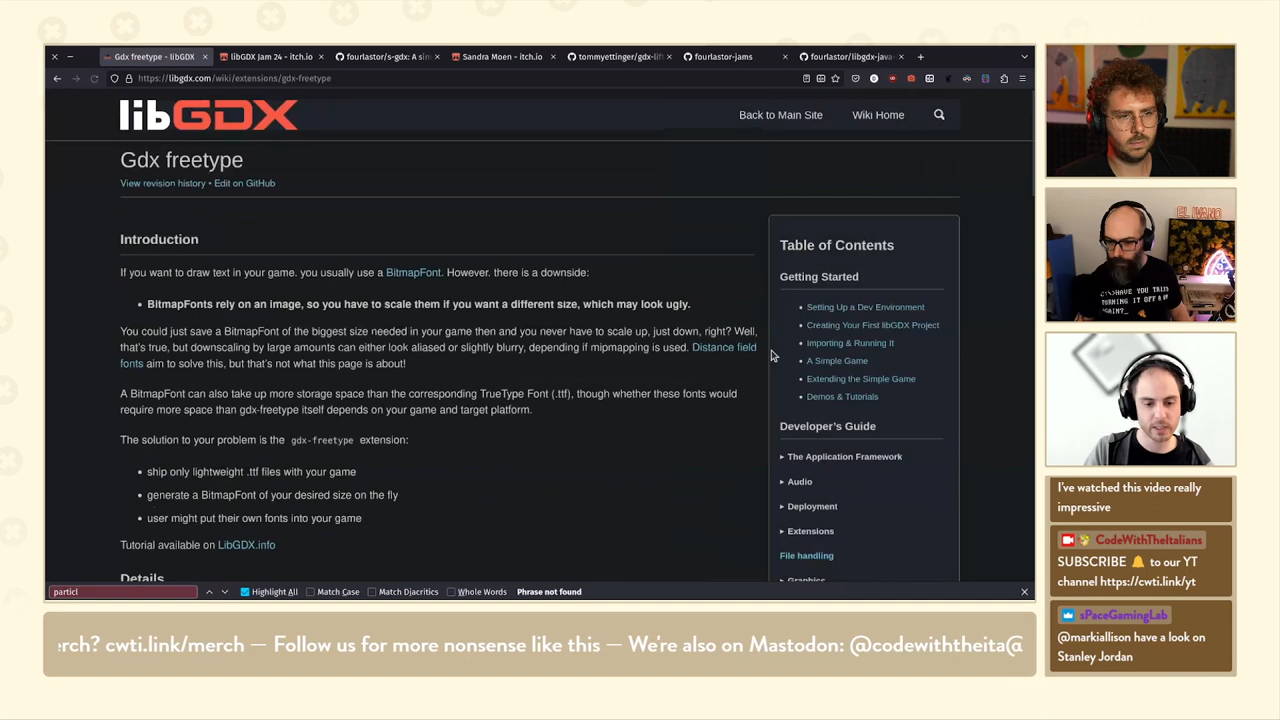 Gdx freetype - libGDX
libGDX Jam 24 - itch.io
fourlastor/s-gdx: A sim
Sandra Moen - itch.io
tommyettinger/gdx-lif
fourlastor-jams
fourlastor/libgdx-java
https://libgdx.com/wiki/extensions/gdx-freetype
libGDX
Back to Main Site
Wiki Home
Gdx freetype
View revision history • Edit on GitHub
Introduction
If you want to draw text in your game, you usually use a BitmapFont. However, there is a downside:
• BitmapFonts rely on an image, so you have to scale them if you want a different size, which may look ugly.
You could just save a BitmapFont of the biggest size needed in your game then and you never have to scale up, just down, right? Well,
that's true, but downscaling by large amounts can either look aliased or slightly blurry, depending if mipmapping is used. Distance field
fonts aim to solve this, but that's not what this page is about!
A BitmapFont can also take up more storage space than the corresponding TrueType Font (.ttf), though whether these fonts would
require more space than gdx-freetype itself depends on your game and target platform.
The solution to your problem is the gdx-freetype extension:
• ship only lightweight .ttf files with your game
• generate a BitmapFont of your desired size on the fly
• user might put their own fonts into your game
Tutorial available on LibGDX.info
Details
Table of Contents
Getting Started
• Setting Up a Dev Environment
• Creating Your First libGDX Project
• Importing & Running It
• A Simple Game
• Extending the Simple Game
• Demos & Tutorials
Developer's Guide
▸ The Application Framework
▸ Audio
▸ Deployment
▸ Extensions
File handling
▸ Graphics
particl
Highlight All
Match Case
Match Diacritics
Whole Words
Phrase not found
EL IVANO
C:\>HAVE YOU TRIED
TURNING IT OFF A
AGAIN?_
I've watched this video really
impressive
CodeWithTheItalians
SUBSCRIBE 🔔 to our YT
channel https://cwti.link/yt
sPaceGamingLab
@markiallison have a look on
Stanley Jordan
erch? cwti.link/merch — Follow us for more nonsense like this — We're also on Mastodon: @codewiththeita@